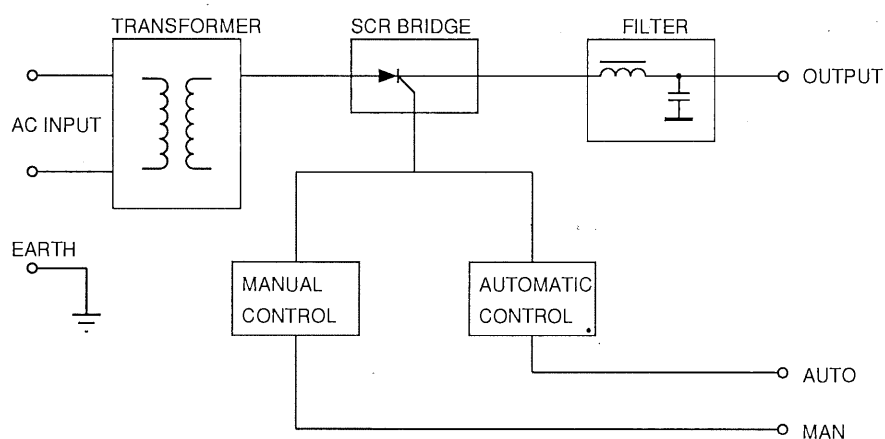 TRANSFORMER
SCR BRIDGE
FILTER
AC INPUT
OUTPUT
EARTH
MANUAL
CONTROL
AUTOMATIC
CONTROL
AUTO
MAN